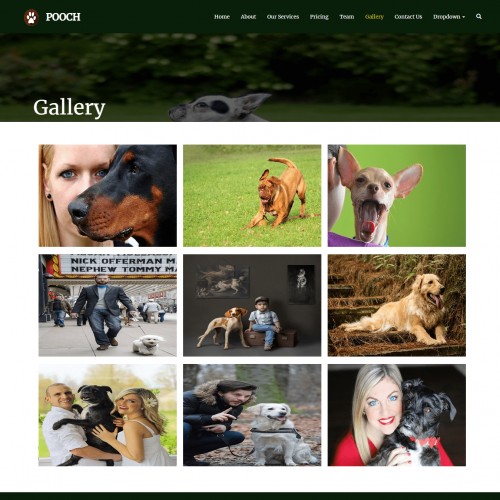 POOCH
Home About Our Services Pricing Team Gallery Contact Us Dropdown
Gallery
NICK OFFERMAN
NEPHEW TOMMY